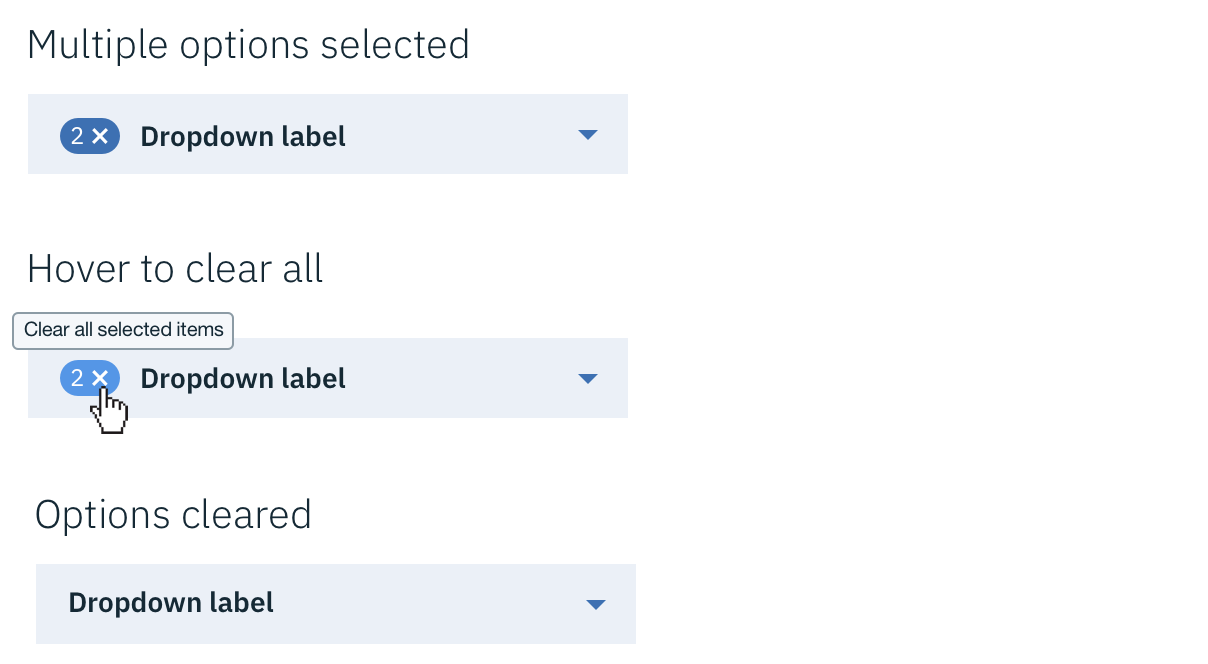 Multiple options selected
2 × Dropdown label
Hover to clear all
Clear all selected items
2 × Dropdown label
Options cleared
Dropdown label